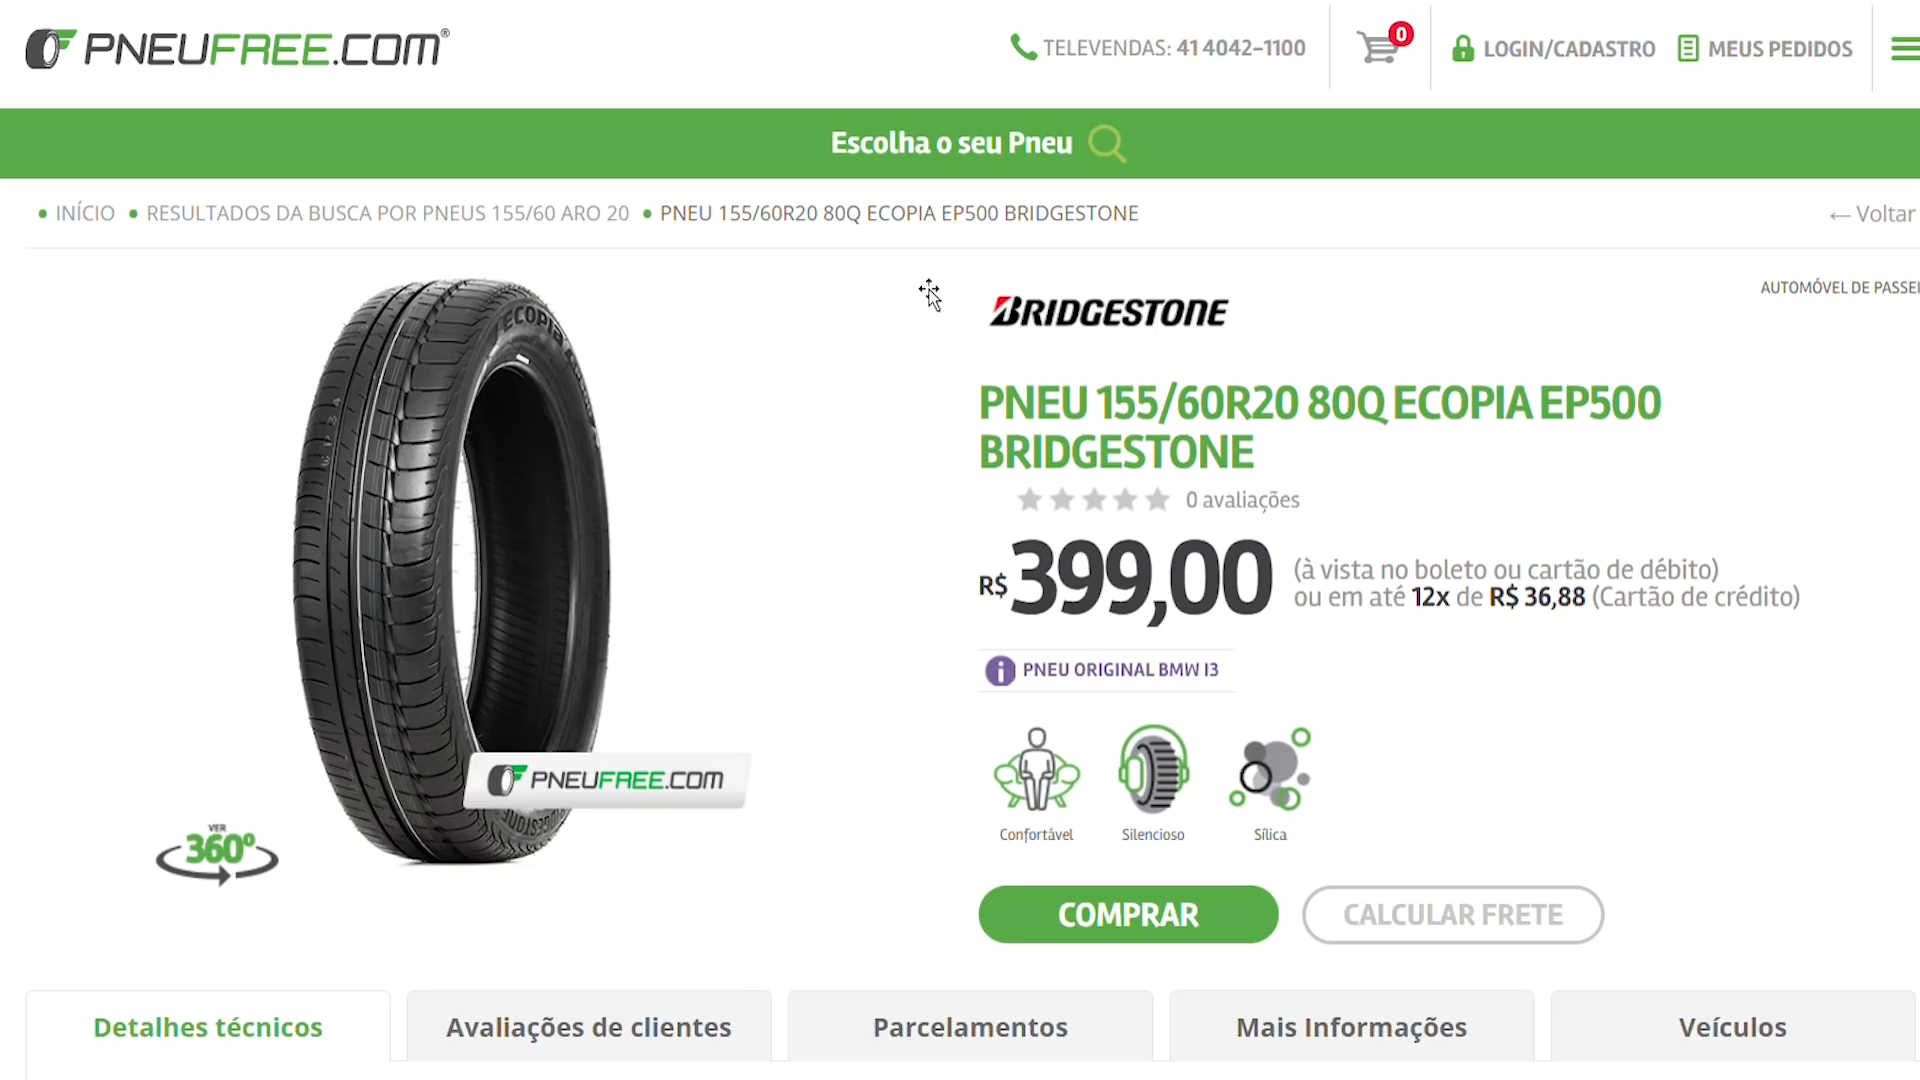 PNEUFREE.COM®
TELEVENDAS: 41 4042-1100
0
LOGIN/CADASTRO
MEUS PEDIDOS
Escolha o seu Pneu
• INÍCIO • RESULTADOS DA BUSCA POR PNEUS 155/60 ARO 20 • PNEU 155/60R20 80Q ECOPIA EP500 BRIDGESTONE
← Voltar
AUTOMÓVEL DE PASSEI
BRIDGESTONE
PNEU 155/60R20 80Q ECOPIA EP500
BRIDGESTONE
0 avaliações
R$ 399,00
(à vista no boleto ou cartão de débito)
ou em até 12x de R$ 36,88 (Cartão de crédito)
PNEU ORIGINAL BMW I3
Confortável
Silencioso
Sílica
COMPRAR
CALCULAR FRETE
ECOPIA
PNEUFREE.COM
BRIDGESTONE
VER
360º
Detalhes técnicos
Avaliações de clientes
Parcelamentos
Mais Informações
Veículos